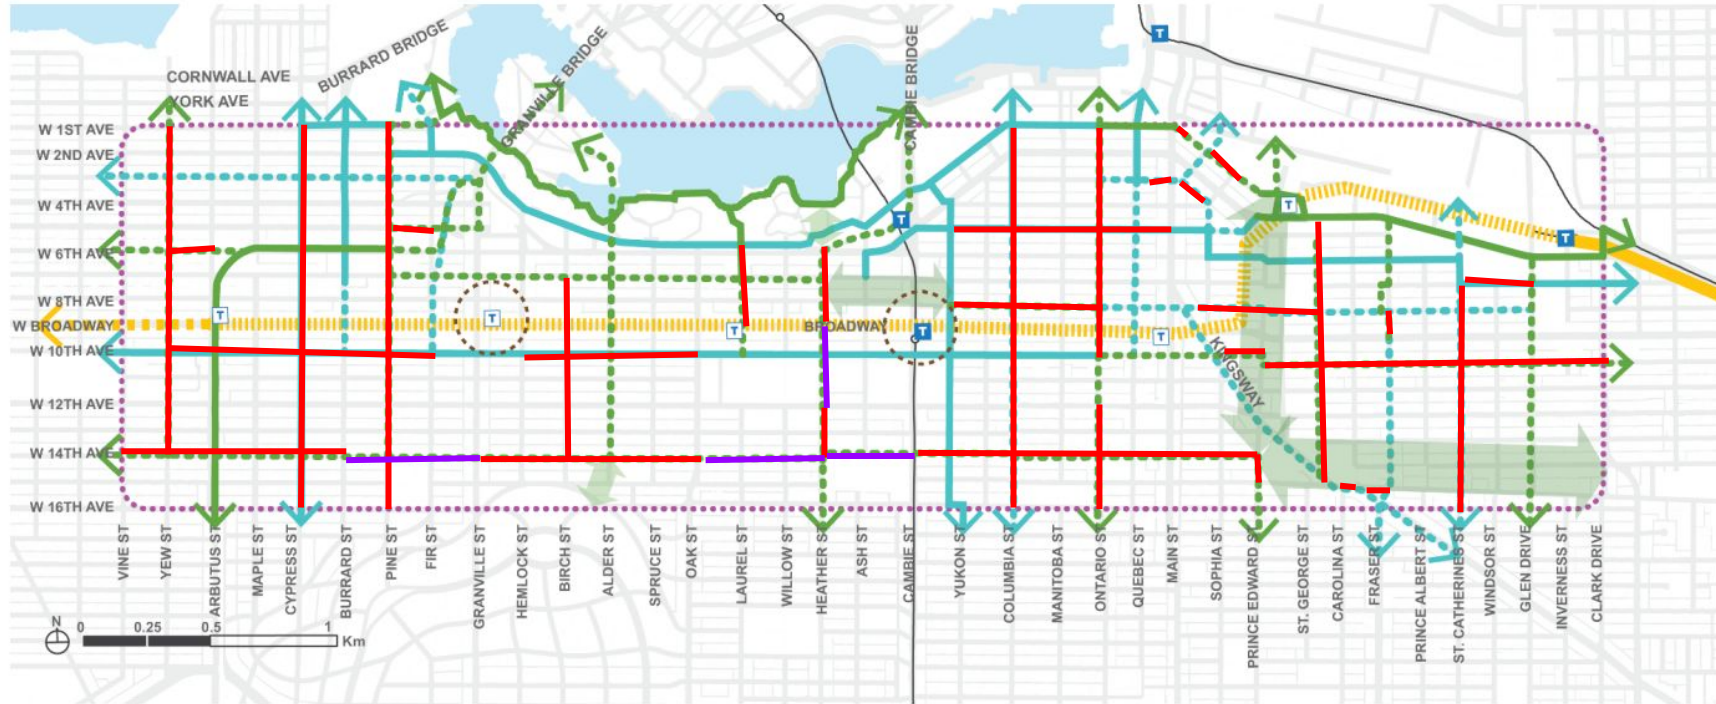 CORNWALL AVE
YORK AVE
BURRARD BRIDGE
GRANVILLE BRIDGE
CAMBIE BRIDGE
T
T
T
T
T
T
T
T
T
W 1ST AVE
W 2ND AVE
W 4TH AVE
W 6TH AVE
W 8TH AVE
W BROADWAY
W 10TH AVE
W 12TH AVE
W 14TH AVE
W 16TH AVE
BROADWAY
KINGSWAY
VINE ST
YEW ST
ARBUTUS ST
MAPLE ST
CYPRESS ST
BURRARD ST
PINE ST
FIR ST
GRANVILLE ST
HEMLOCK ST
BIRCH ST
ALDER ST
SPRUCE ST
OAK ST
LAUREL ST
WILLOW ST
HEATHER ST
ASH ST
CAMBIE ST
YUKON ST
COLUMBIA ST
MANITOBA ST
ONTARIO ST
QUEBEC ST
MAIN ST
SOPHIA ST
PRINCE EDWARD ST
ST. GEORGE ST
CAROLINA ST
FRASER ST
PRINCE ALBERT ST
ST. CATHERINES ST
WINDSOR ST
GLEN DRIVE
INVERNESS ST
CLARK DRIVE
N
0 0.25 0.5 1
Km